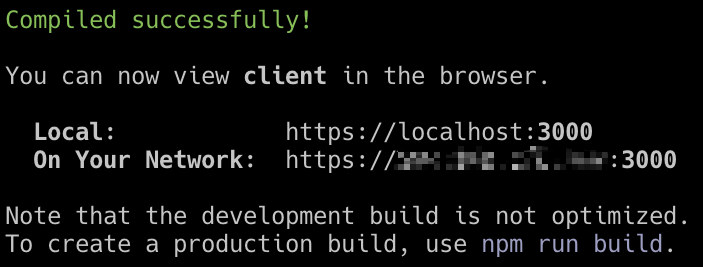 Compiled successfully!
You can now view client in the browser.
Local: https://localhost:3000
On Your Network: https://:3000
Note that the development build is not optimized.
To create a production build, use npm run build.